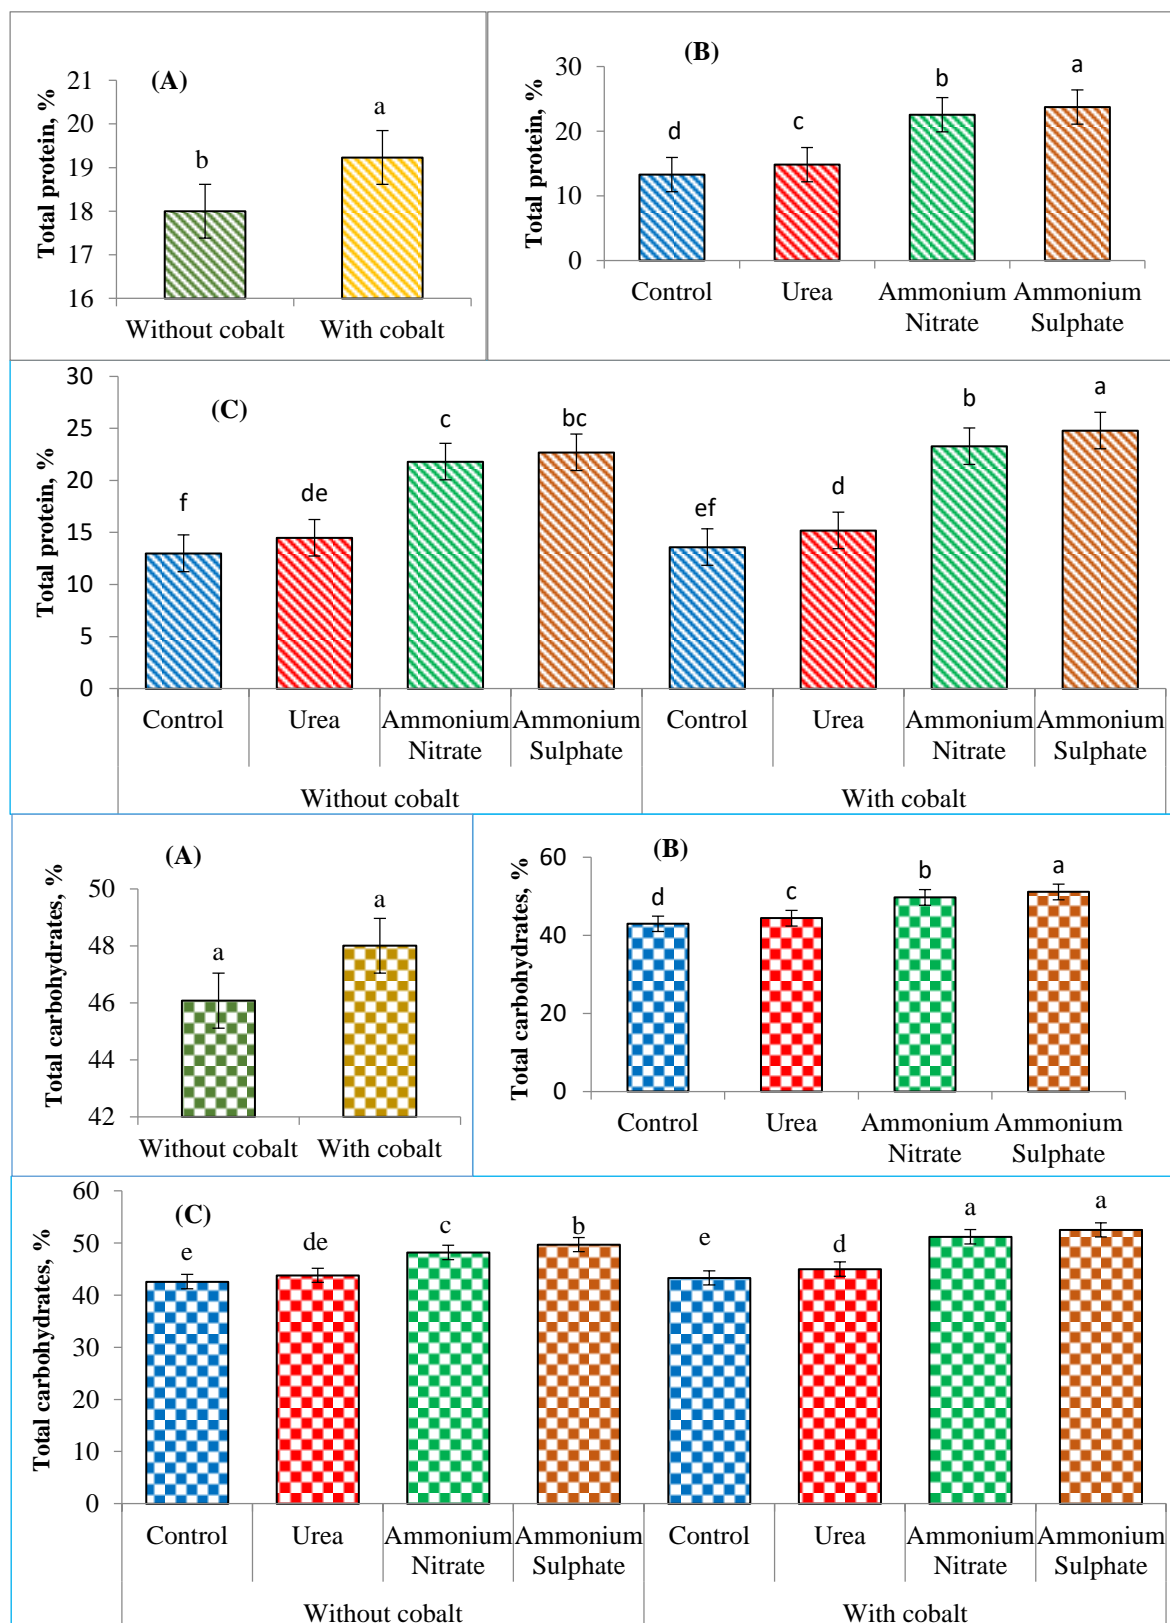 (A)
Total protein, %
21
20
19
18
17
16
b
a
Without cobalt
With cobalt
(B)
Total protein, %
30
20
10
0
d
c
b
a
Control
Urea
Ammonium
Nitrate
Ammonium
Sulphate
(C)
Total protein, %
30
25
20
15
10
5
0
f
de
c
bc
ef
d
b
a
Control
Urea
Ammonium
Nitrate
Ammonium
Sulphate
Control
Urea
Ammonium
Nitrate
Ammonium
Sulphate
Without cobalt
With cobalt
(A)
Total carbohydrates, %
50
48
46
44
42
a
a
Without cobalt
With cobalt
(B)
Total carbohydrates, %
60
40
20
0
d
c
b
a
Control
Urea
Ammonium
Nitrate
Ammonium
Sulphate
(C)
Total carbohydrates, %
60
50
40
30
20
10
0
e
de
c
b
e
d
a
a
Control
Urea
Ammonium
Nitrate
Ammonium
Sulphate
Control
Urea
Ammonium
Nitrate
Ammonium
Sulphate
Without cobalt
With cobalt